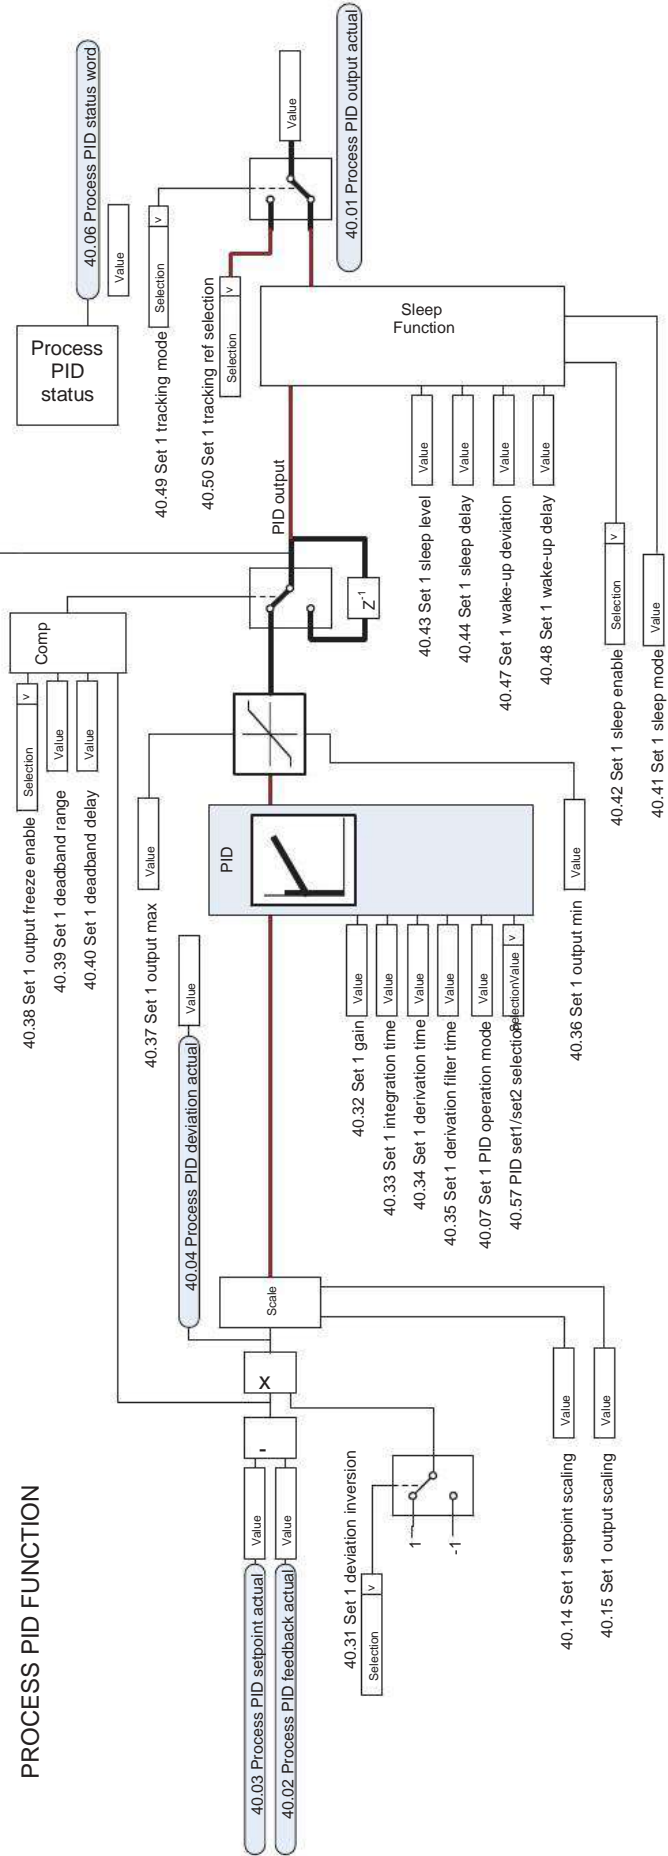 PROCESS PID FUNCTION
40.03 Process PID setpoint actual
Value
40.02 Process PID feedback actual
Value
-
x
40.31 Set 1 deviation inversion
Selection
v
1
-1
40.04 Process PID deviation actual
Value
Scale
40.14 Set 1 setpoint scaling
Value
40.15 Set 1 output scaling
Value
PID
40.32 Set 1 gain
Value
40.33 Set 1 integration time
Value
40.34 Set 1 derivation time
Value
40.35 Set 1 derivation filter time
Value
40.07 Set 1 PID operation mode
Value
40.57 PID set1/set2 selection
SelectionValue
v
40.37 Set 1 output max
Value
40.36 Set 1 output min
Value
40.38 Set 1 output freeze enable
Selection
v
40.39 Set 1 deadband range
Value
40.40 Set 1 deadband delay
Value
Comp
Z-1
PID output
40.43 Set 1 sleep level
Value
40.44 Set 1 sleep delay
Value
40.47 Set 1 wake-up deviation
Value
40.48 Set 1 wake-up delay
Value
40.42 Set 1 sleep enable
Selection
v
40.41 Set 1 sleep mode
Value
Sleep
Function
Process
PID
status
40.06 Process PID status word
Value
40.49 Set 1 tracking mode
Selection
v
40.50 Set 1 tracking ref selection
Selection
v
Value
40.01 Process PID output actual